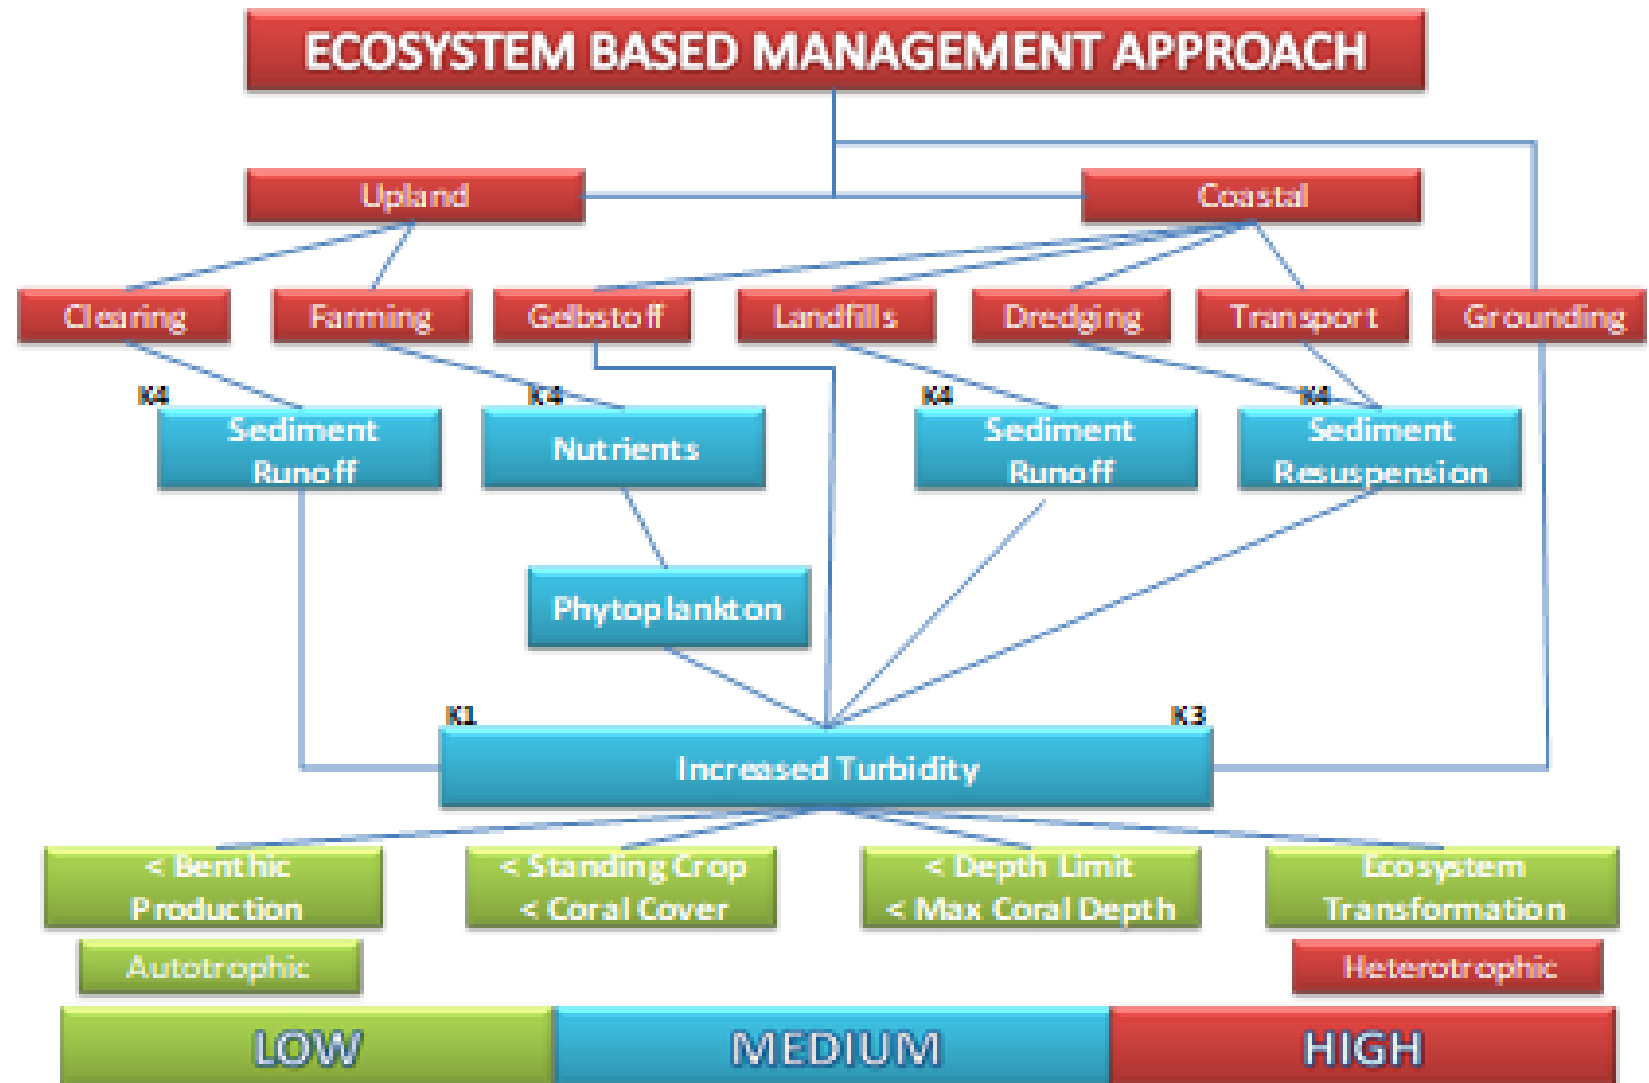 ECOSYSTEM BASED MANAGEMENT APPROACH
Upland
Coastal
Clearing
Farming
Gelbstoff
Landfills
Dredging
Transport
Grounding
K4
K4
K4
K4
Sediment
Runoff
Nutrients
Sediment
Runoff
Sediment
Resuspension
Phytoplankton
K1
K3
Increased Turbidity
< Benthic
Production
< Standing Crop
< Coral Cover
< Depth Limit
< Max Coral Depth
Ecosystem
Transformation
Autotrophic
Heterotrophic
LOW
MEDIUM
HIGH